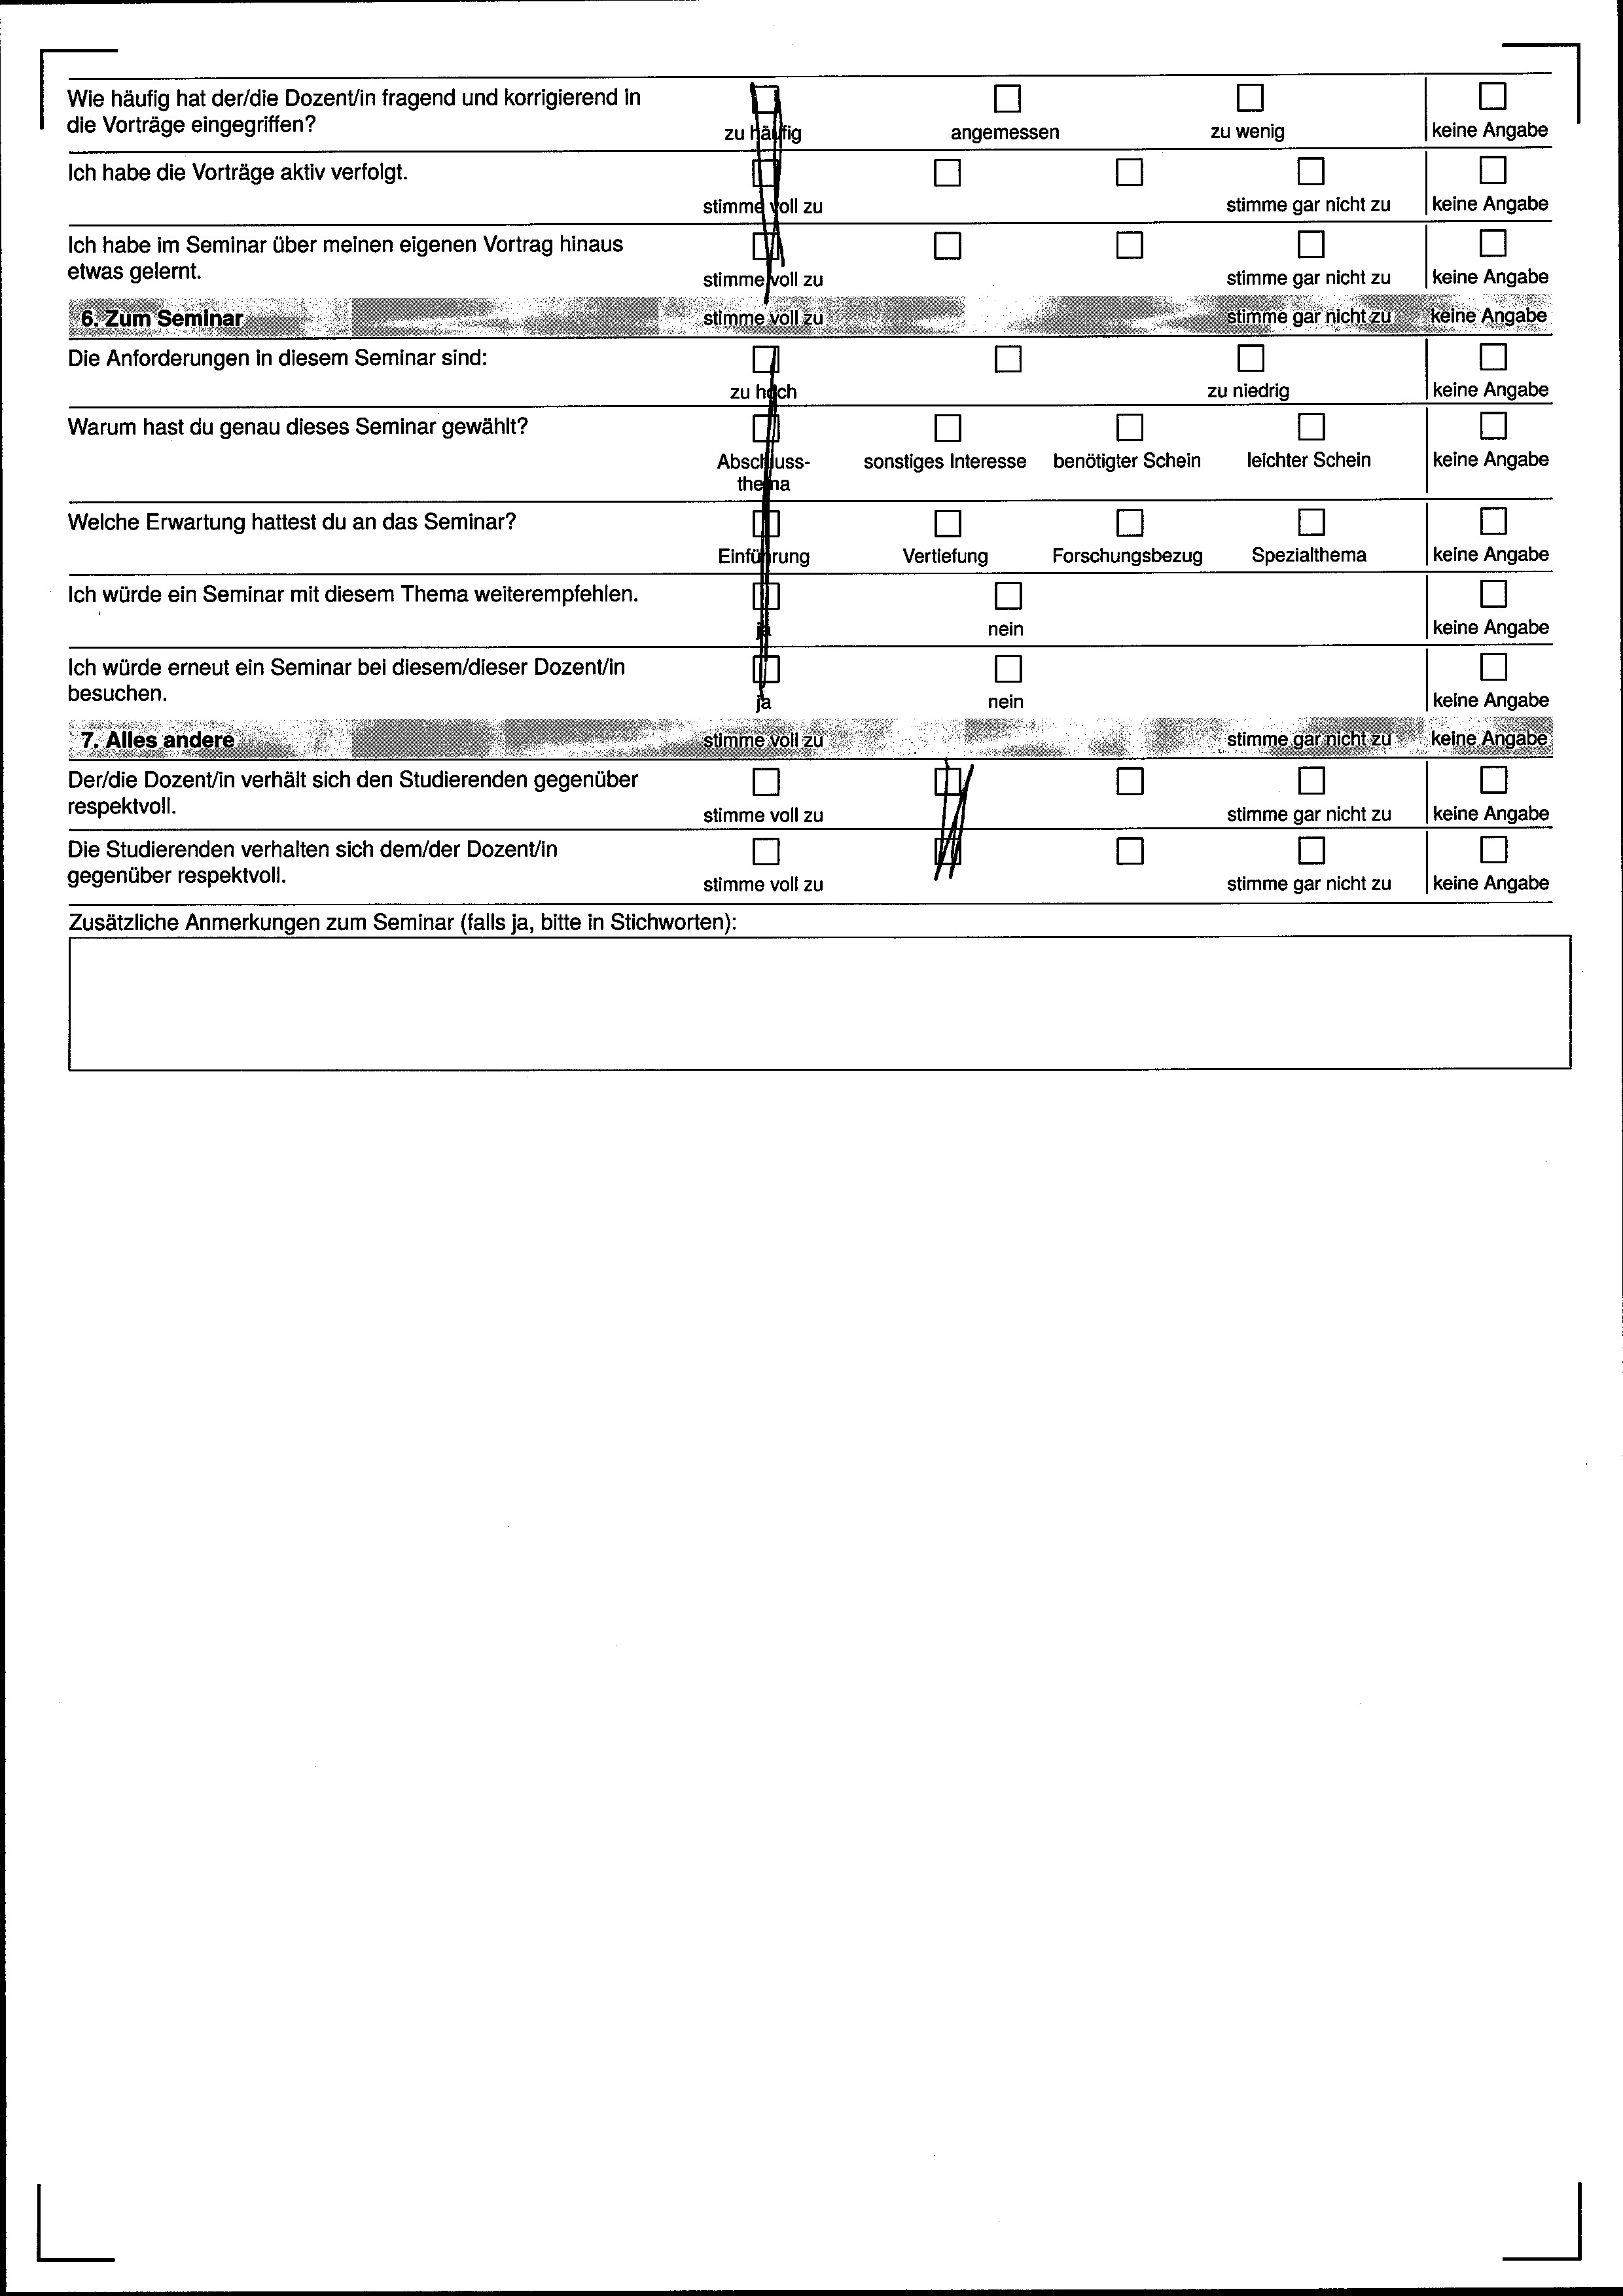 Wie häufig hat der/die Dozent/in fragend und korrigierend in
die Vorträge eingegriffen?
zu häufig angemessen zu wenig keine Angabe
Ich habe die Vorträge aktiv verfolgt.
stimme voll zu stimme gar nicht zu keine Angabe
Ich habe im Seminar über meinen eigenen Vortrag hinaus
etwas gelernt.
stimme voll zu stimme gar nicht zu keine Angabe
6. Zum Seminar stimme voll zu stimme gar nicht zu keine Angabe
Die Anforderungen in diesem Seminar sind:
zu hoch zu niedrig keine Angabe
Warum hast du genau dieses Seminar gewählt?
Abschluss- sonstiges Interesse benötigter Schein leichter Schein keine Angabe
thema
Welche Erwartung hattest du an das Seminar?
Einführung Vertiefung Forschungsbezug Spezialthema keine Angabe
Ich würde ein Seminar mit diesem Thema weiterempfehlen.
ja nein keine Angabe
Ich würde erneut ein Seminar bei diesem/dieser Dozent/in
besuchen.
ja nein keine Angabe
7. Alles andere stimme voll zu stimme gar nicht zu keine Angabe
Der/die Dozent/in verhält sich den Studierenden gegenüber
respektvoll.
stimme voll zu stimme gar nicht zu keine Angabe
Die Studierenden verhalten sich dem/der Dozent/in
gegenüber respektvoll.
stimme voll zu stimme gar nicht zu keine Angabe
Zusätzliche Anmerkungen zum Seminar (falls ja, bitte in Stichworten):